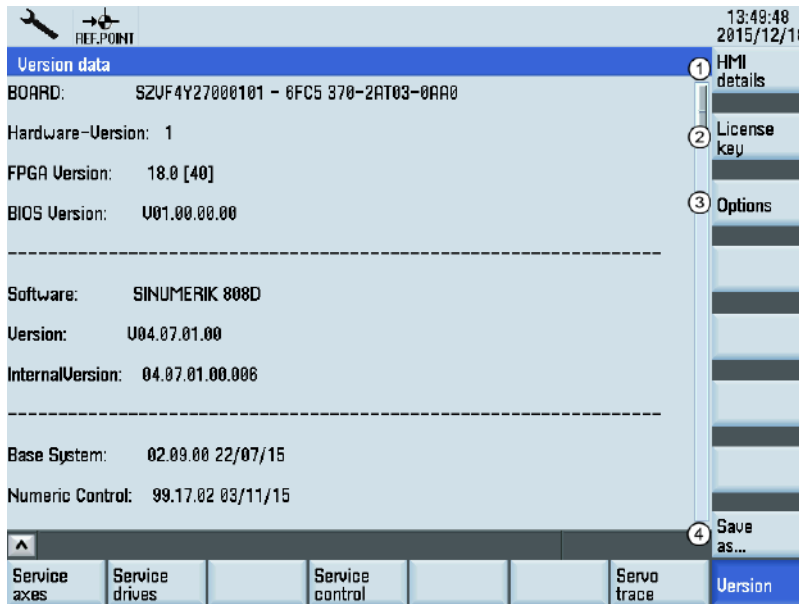 REF.POINT
13:49:48
2015/12/10
Version data
BOARD: SZVF4Y27000101 - 6FC5 370-2AT03-0AA0
Hardware-Version: 1
FPGA Version: 18.0 [40]
BIOS Version: V01.00.00.00
Software: SINUMERIK 808D
Version: V04.07.01.00
InternalVersion: 04.07.01.00.006
Base System: 02.09.00 22/07/15
Numeric Control: 99.17.02 03/11/15
1
HMI
details
2
License
key
3
Options
4
Save
as...
Service
axes
Service
drives
Service
control
Servo
trace
Version